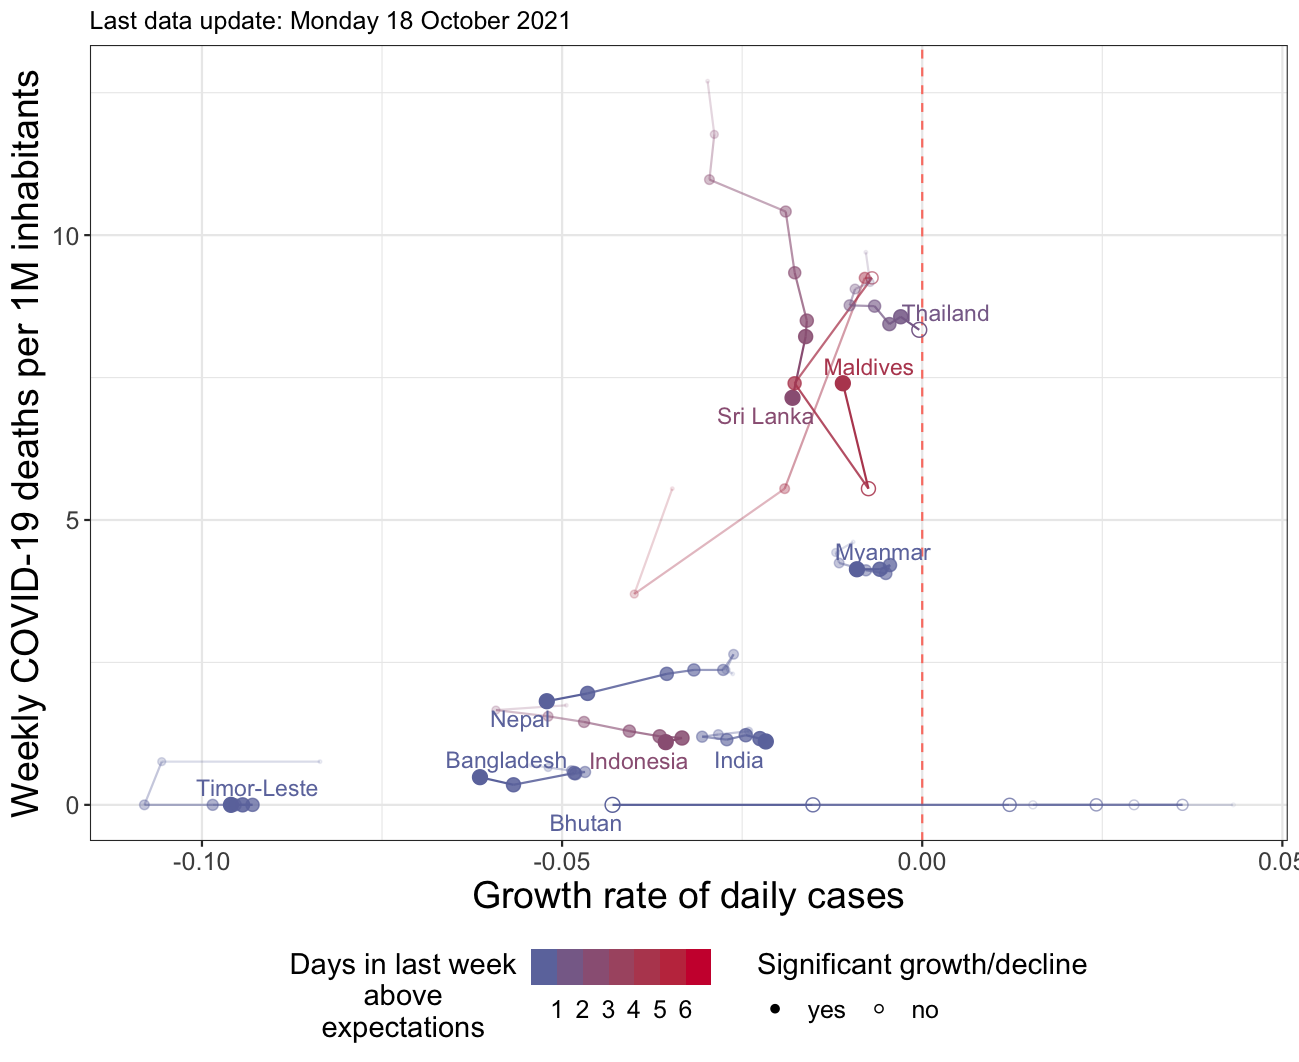 Last data update: Monday 18 October 2021
Weekly COVID-19 deaths per 1M inhabitants
10
5
0
Thailand
Maldives
Sri Lanka
Myanmar
Nepal
Bangladesh
Indonesia
India
Timor-Leste
Bhutan
-0.10
-0.05
0.00
0.05
Growth rate of daily cases
Days in last week
above
expectations
1 2 3 4 5 6
Significant growth/decline
yes
no